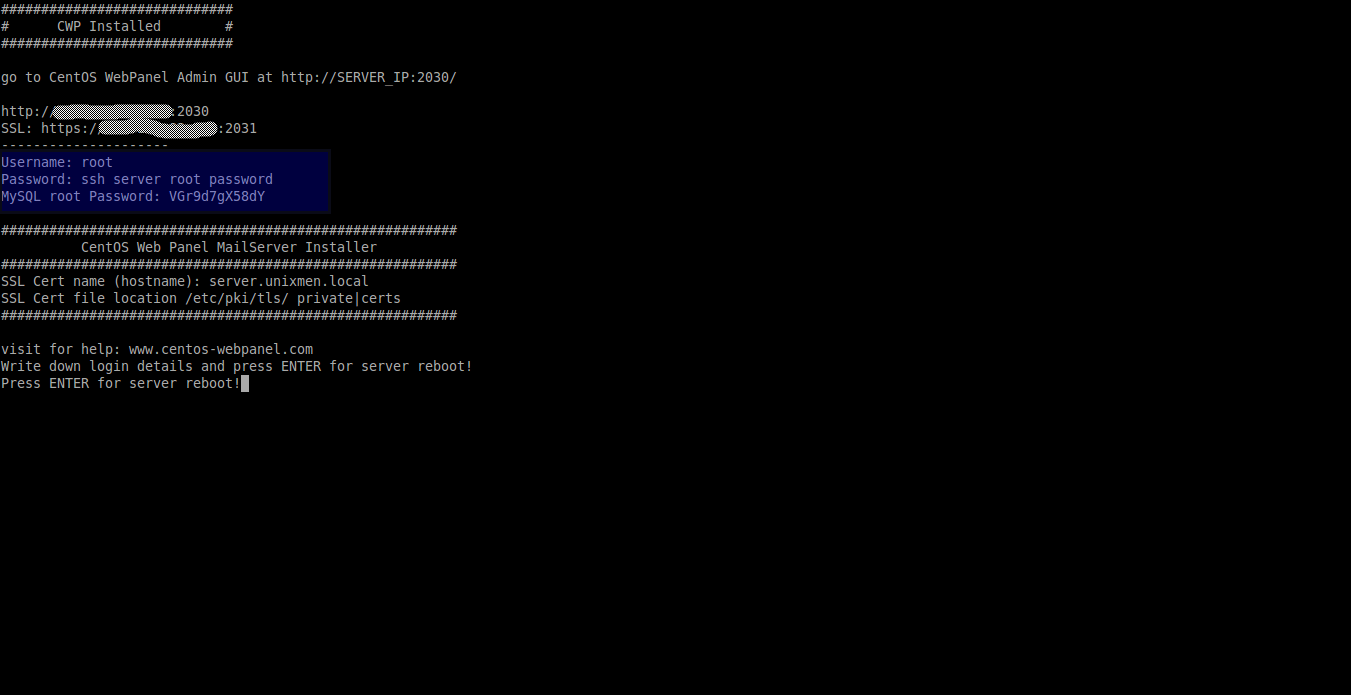 #############################
#      CWP Installed        #
#############################
go to CentOS WebPanel Admin GUI at http://SERVER_IP:2030/
http://:2030
SSL: https://:2031
---------------------
Username: root
Password: ssh server root password
MySQL root Password: VGr9d7gX58dY
#########################################################
          CentOS Web Panel MailServer Installer
#########################################################
SSL Cert name (hostname): server.unixmen.local
SSL Cert file location /etc/pki/tls/ private|certs
#########################################################
visit for help: www.centos-webpanel.com
Write down login details and press ENTER for server reboot!
Press ENTER for server reboot!